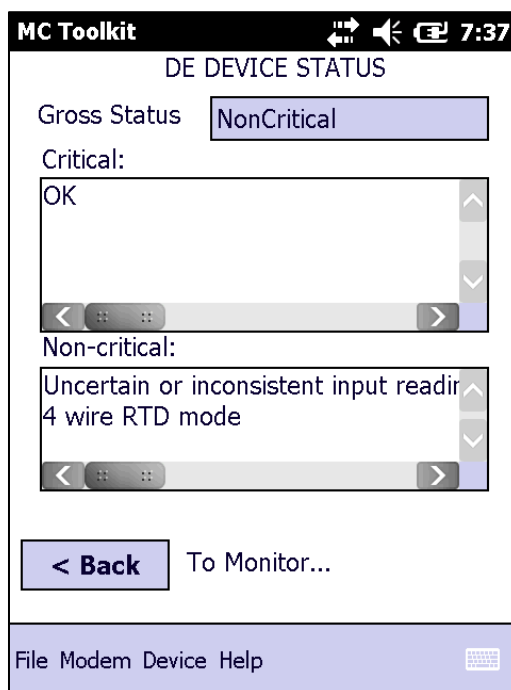 MC Toolkit 7:37
DE DEVICE STATUS
Gross Status NonCritical
Critical:
OK
Non-critical:
Uncertain or inconsistent input
4 wire RTD mode
< Back To Monitor...
File Modem Device Help